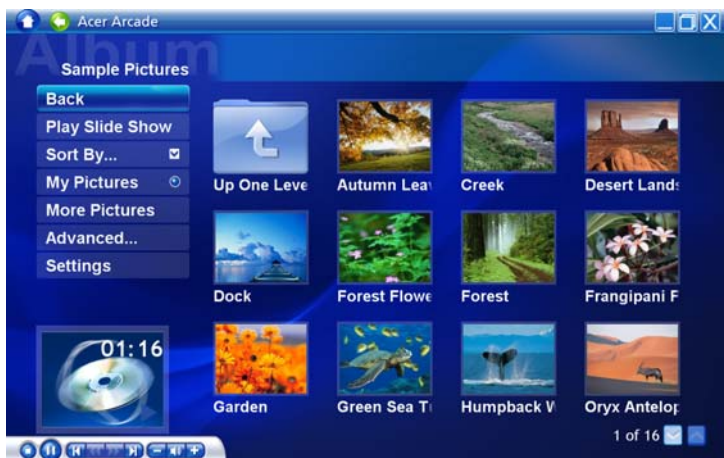 Acer Arcade
Album
Sample Pictures
Back
Play Slide Show
Sort By...
My Pictures
More Pictures
Advanced...
Settings
Up One Leve
Autumn Lea
Creek
Desert Lands
Dock
Forest Flowe
Forest
Frangipani F
Garden
Green Sea T
Humpback W
Oryx Antelop
01:16
1 of 16